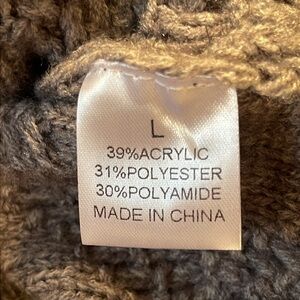 L
39%ACRYLIC
31%POLYESTER
30%POLYAMIDE
MADE IN CHINA